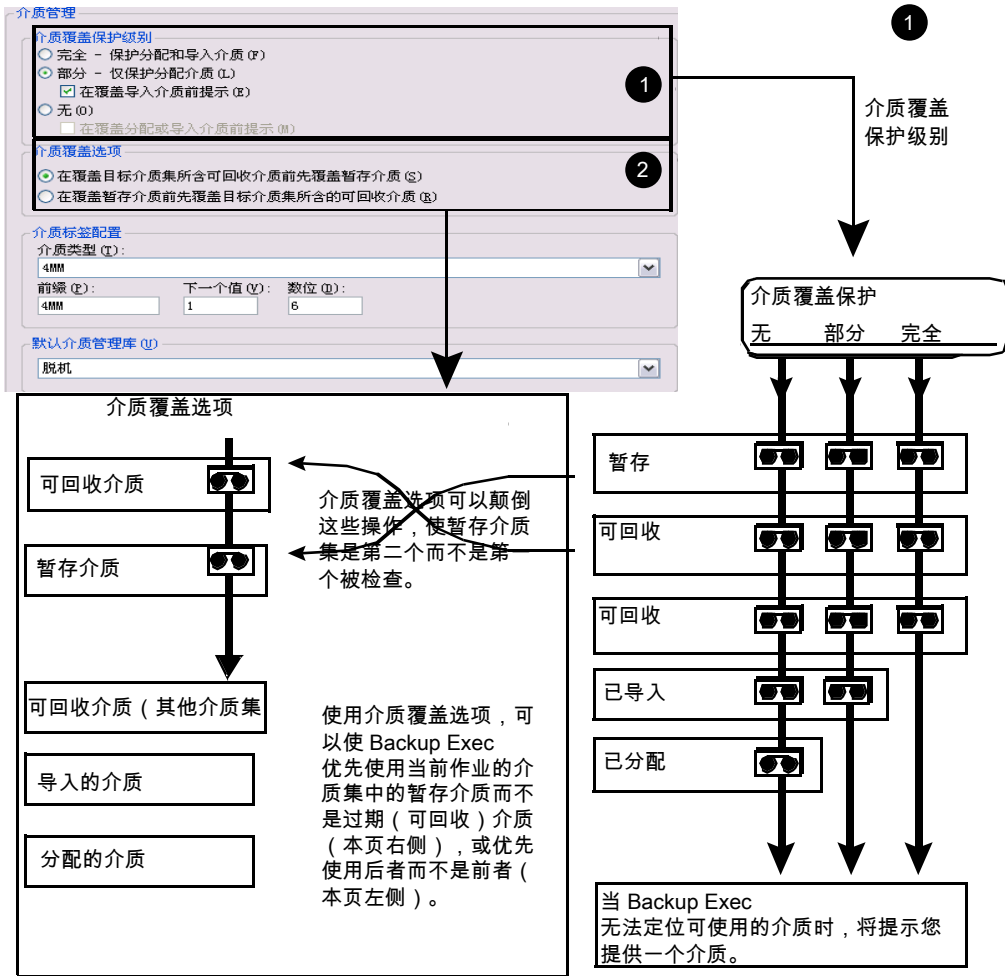 介质管理
介质覆盖保护级别
完全 - 保护分配和导入介质(F)
部分 - 仅保护分配介质(L)
在覆盖导入介质前提示(E)
无(O)
在覆盖分配或导入介质前提示(M)
1
介质覆盖选项
在覆盖目标介质集所含可回收介质前先覆盖暂存介质(S)
在覆盖暂存介质前先覆盖目标介质集所含的可回收介质(R)
2
介质标签配置
介质类型(T):
4MM
前缀(P): 下一个值(V): 数位(D):
4MM 1 6
默认介质管理库(U)
脱机
1
介质覆盖
保护级别
介质覆盖保护
无 部分 完全
暂存
可回收
可回收
已导入
已分配
当 Backup Exec
无法定位可使用的介质时，将提示您
提供一个介质。
介质覆盖选项
可回收介质
暂存介质
可回收介质（其他介质集
导入的介质
分配的介质
介质覆盖选项可以颠倒
这些操作，使暂存介质
集是第二个而不是第一
个被检查。
使用介质覆盖选项，可
以使 Backup Exec
优先使用当前作业的介
质集中的暂存介质而不
是过期（可回收）介质
（本页右侧），或优先
使用后者而不是前者（
本页左侧）。